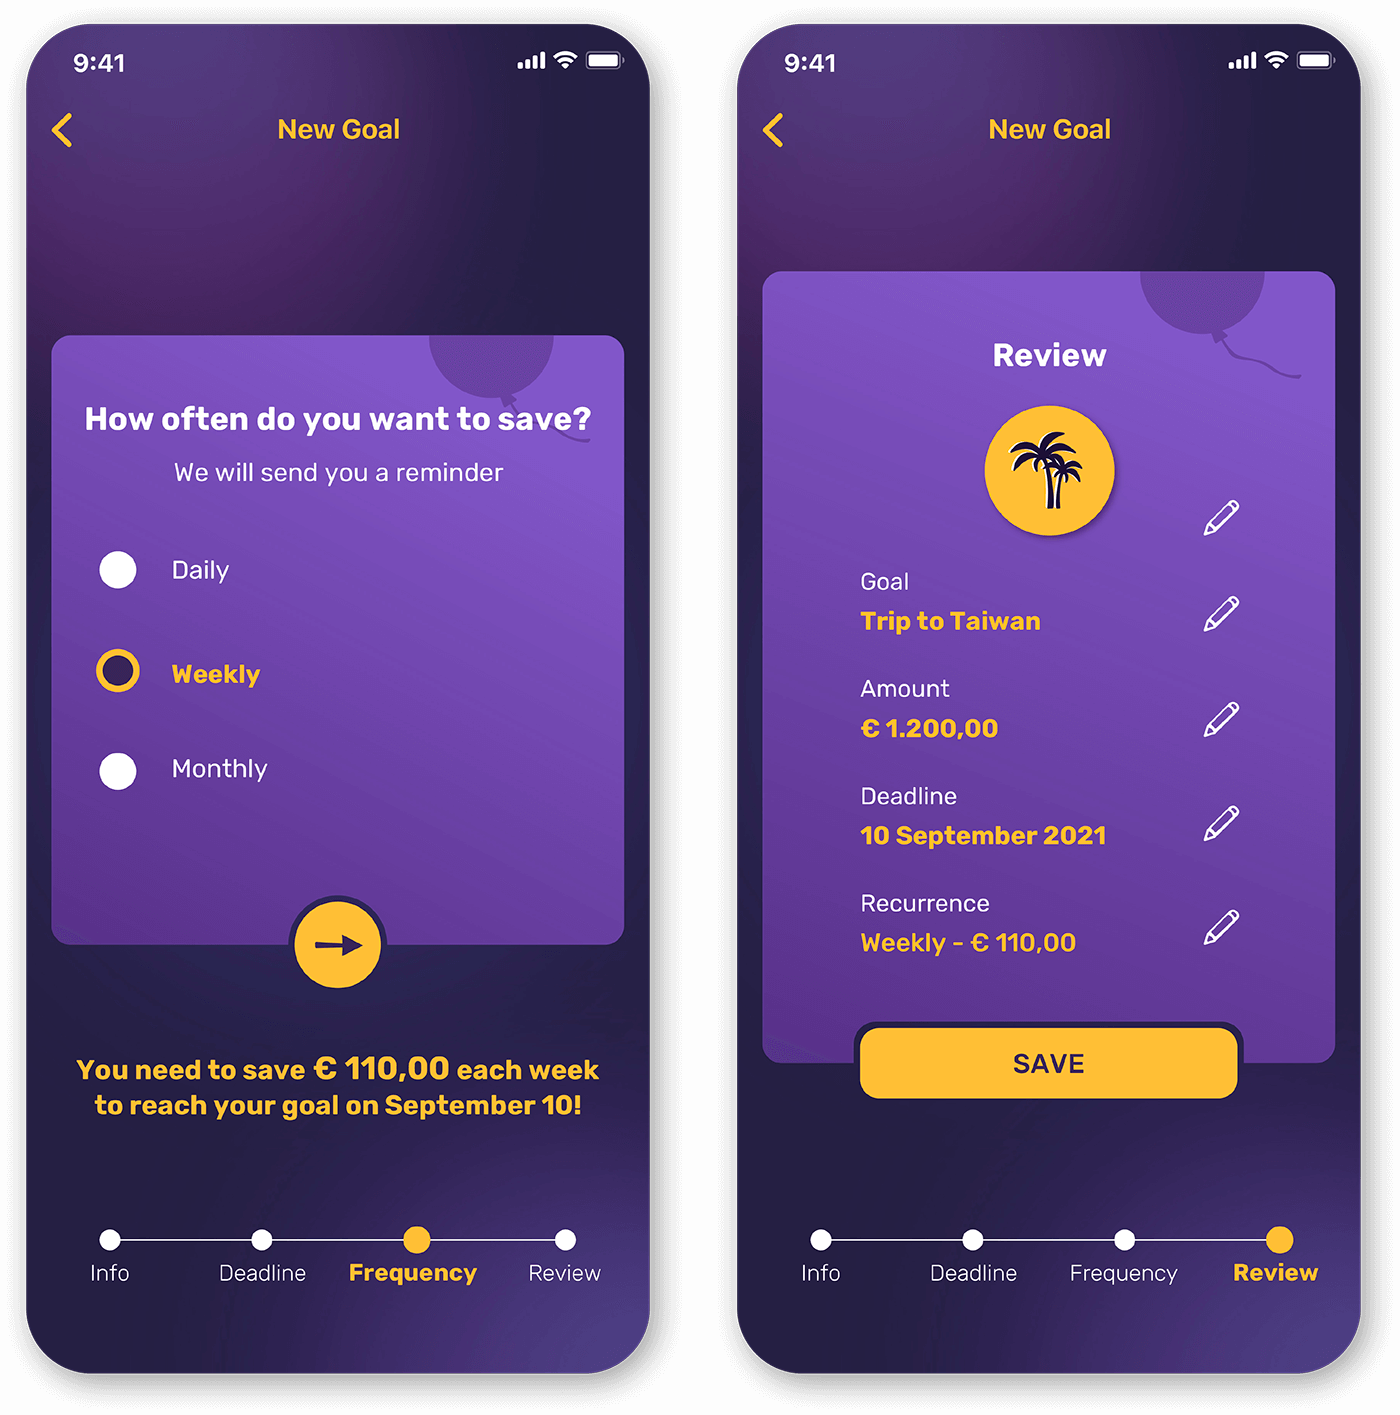 9:41
New Goal
How often do you want to save?
We will send you a reminder
Daily
Weekly
Monthly
You need to save € 110,00 each week
to reach your goal on September 10!
Info Deadline Frequency Review
9:41
New Goal
Review
Goal
Trip to Taiwan
Amount
€ 1.200,00
Deadline
10 September 2021
Recurrence
Weekly - € 110,00
SAVE
Info Deadline Frequency Review